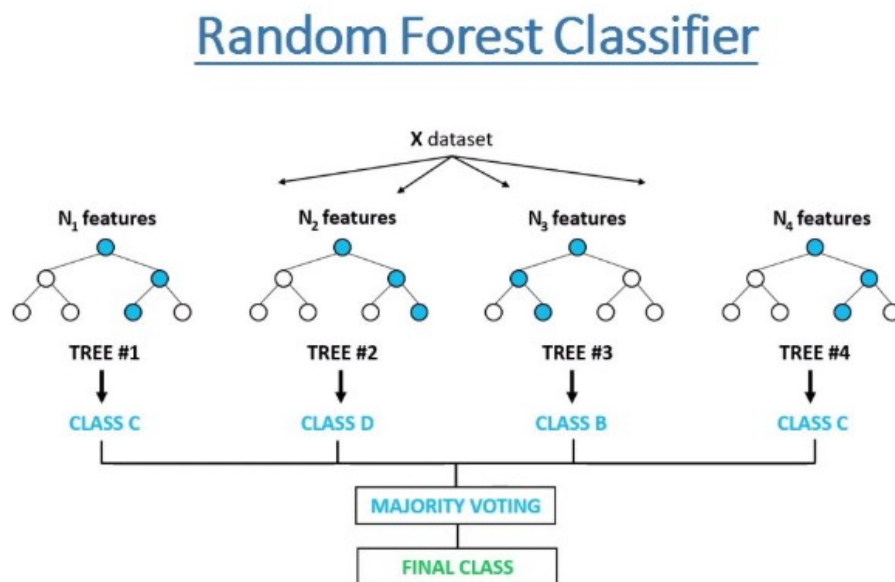 Random Forest Classifier
X dataset
N₁ features N₂ features N₃ features N₄ features
TREE #1 TREE #2 TREE #3 TREE #4
CLASS C CLASS D CLASS B CLASS C
MAJORITY VOTING
FINAL CLASS